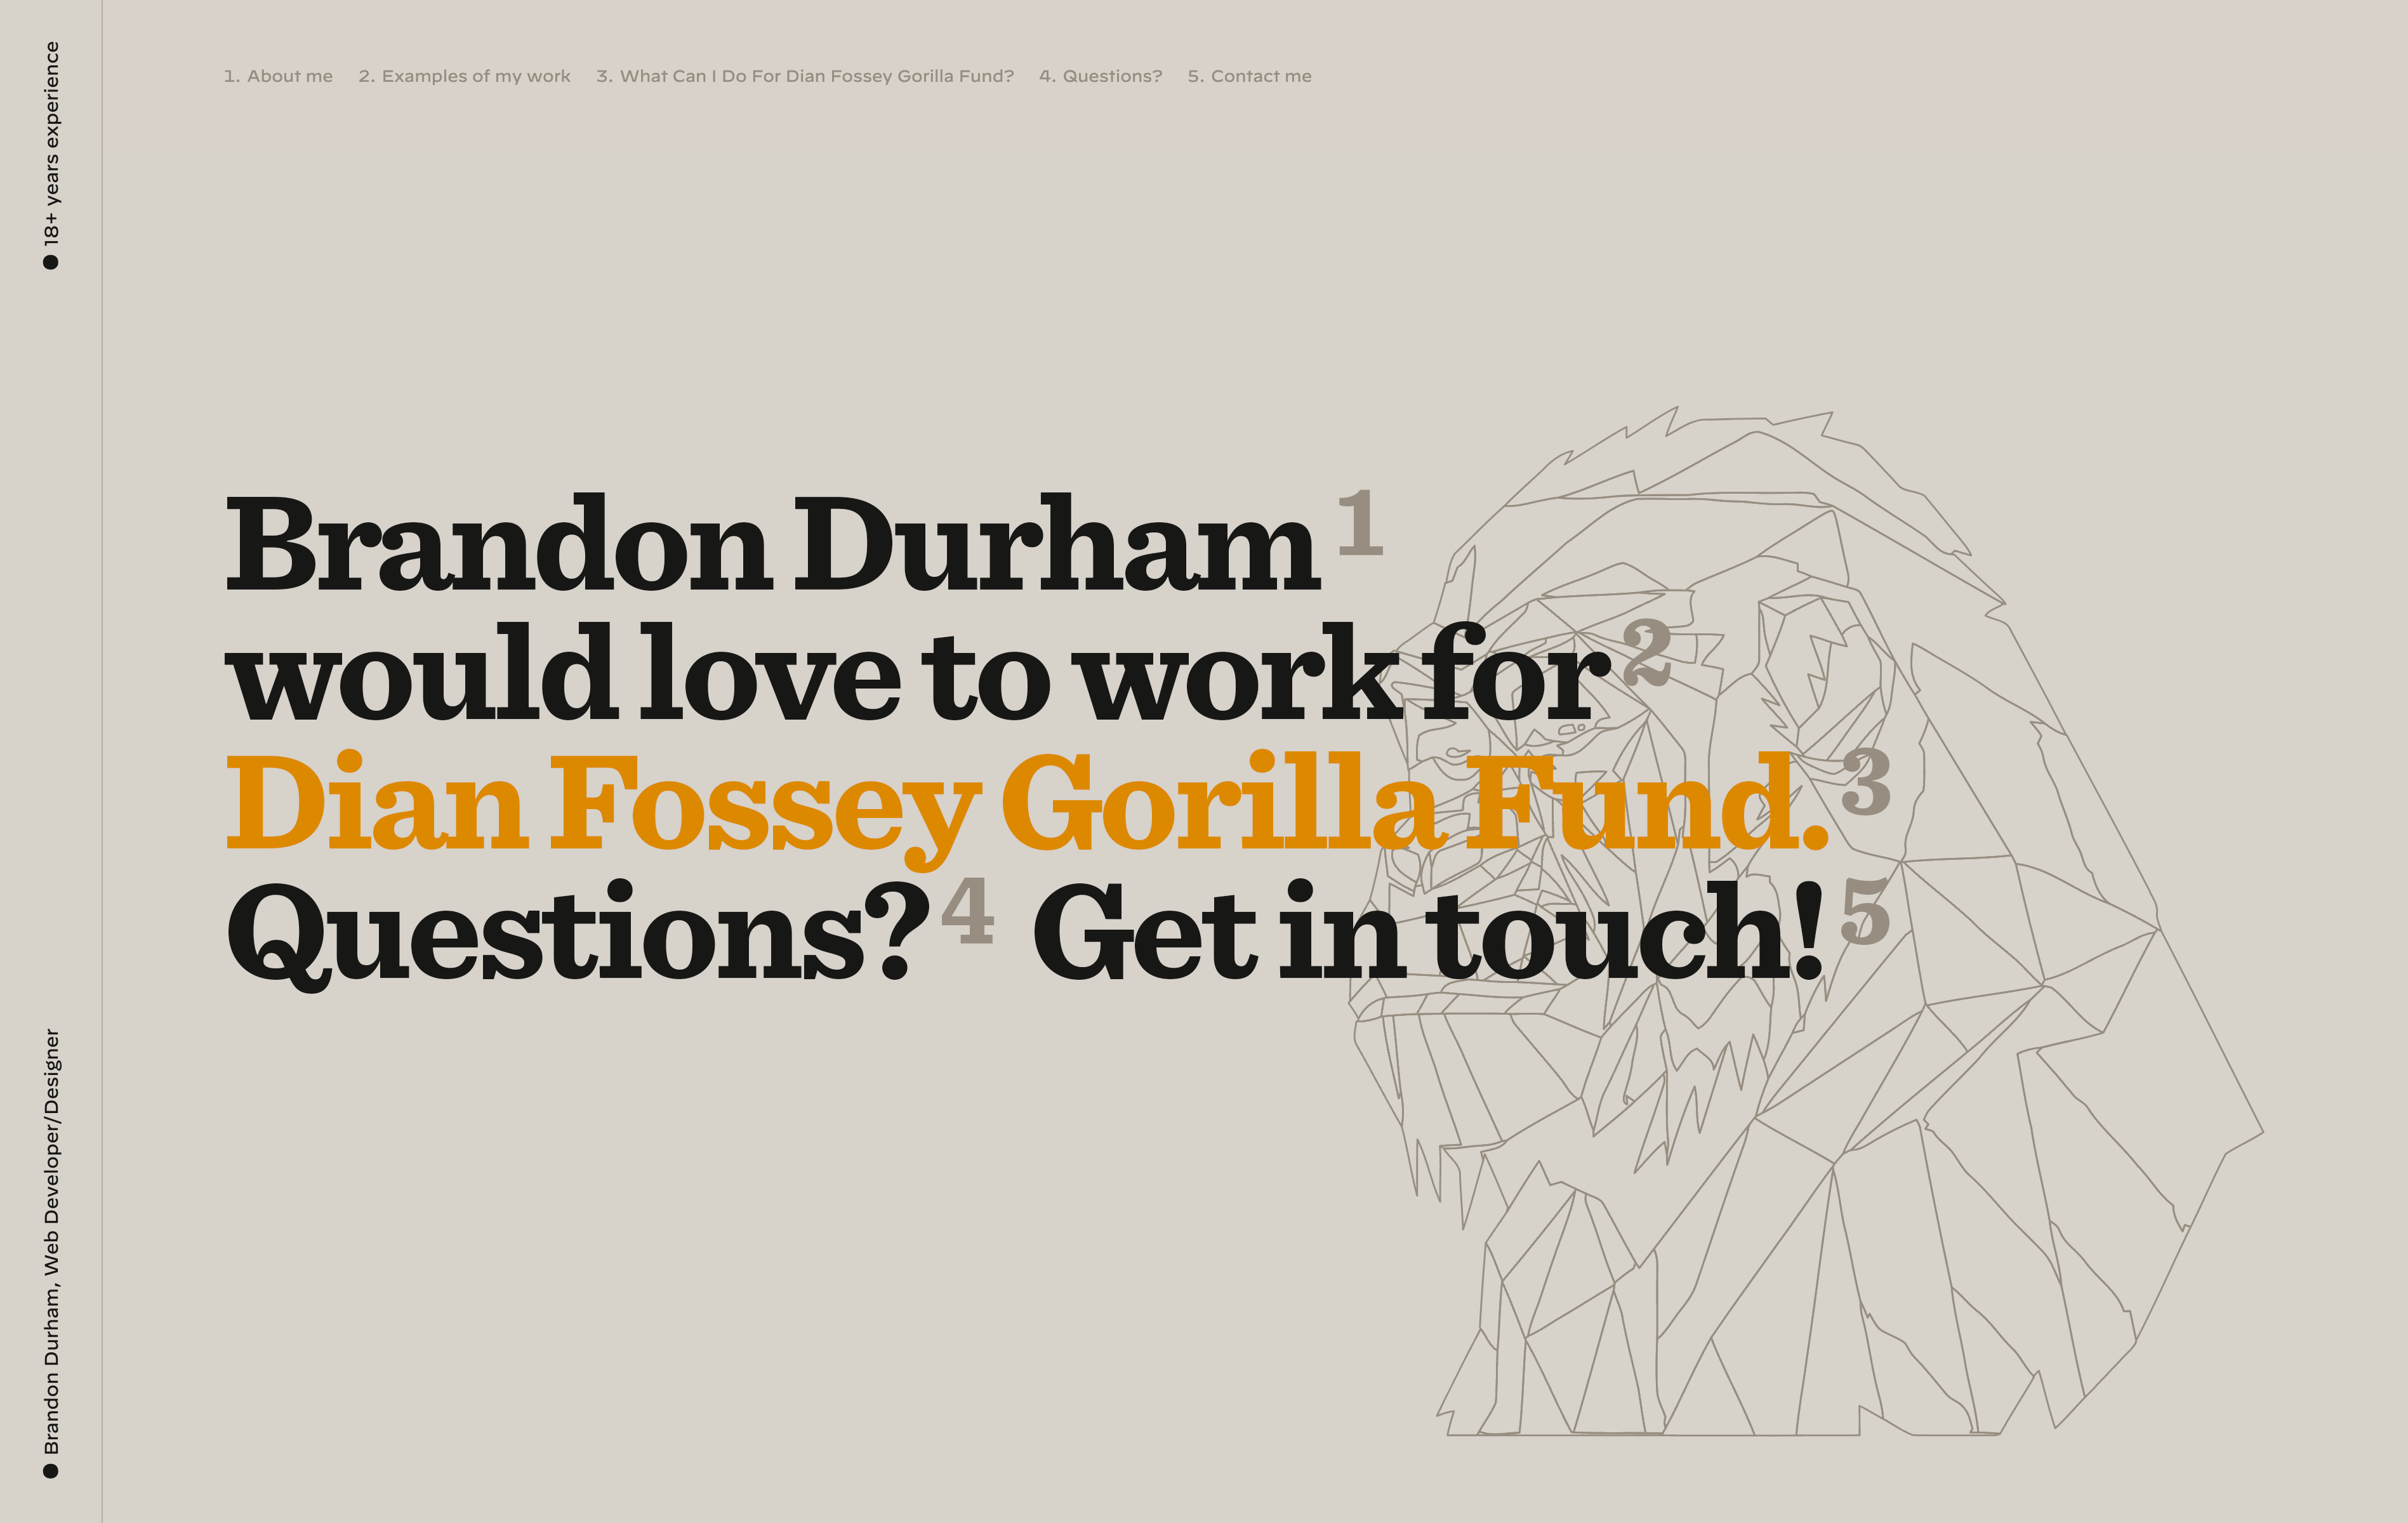 18+ years experience
Brandon Durham, Web Developer/Designer
1. About me 2. Examples of my work 3. What Can I Do For Dian Fossey Gorilla Fund? 4. Questions? 5. Contact me
Brandon Durham 1
would love to work for 2
Dian Fossey Gorilla Fund. 3
Questions? 4 Get in touch! 5